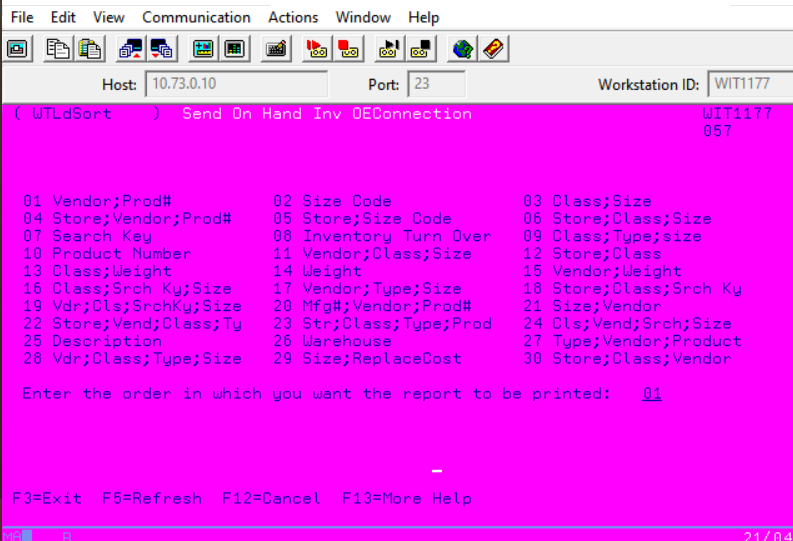 File Edit View Communication Actions Window Help
Host: 10.73.0.10 Port: 23 Workstation ID: WIT1177
( WTLdSort ) Send On Hand Inv OEConnection WIT1177
057
01 Vendor;Prod# 02 Size Code 03 Class;Size
04 Store;Vendor;Prod# 05 Store;Size Code 06 Store;Class;Size
07 Search Key 08 Inventory Turn Over 09 Class;Type;size
10 Product Number 11 Vendor;Class;Size 12 Store;Class
13 Class;Weight 14 Weight 15 Vendor;Weight
16 Class;Srch Ky;Size 17 Vendor;Type;Size 18 Store;Class;Srch Ky
19 Vdr;Cls;SrchKy;Size 20 Mfg#;Vendor;Prod# 21 Size;Vendor
22 Store;Vend;Class;Ty 23 Str;Class;Type;Prod 24 Cls;Vend;Srch;Size
25 Description 26 Warehouse 27 Type;Vendor;Product
28 Vdr;Class;Type;Size 29 Size;ReplaceCost 30 Store;Class;Vendor
Enter the order in which you want the report to be printed: 01
F3=Exit F5=Refresh F12=Cancel F13=More Help
MA B 21/04